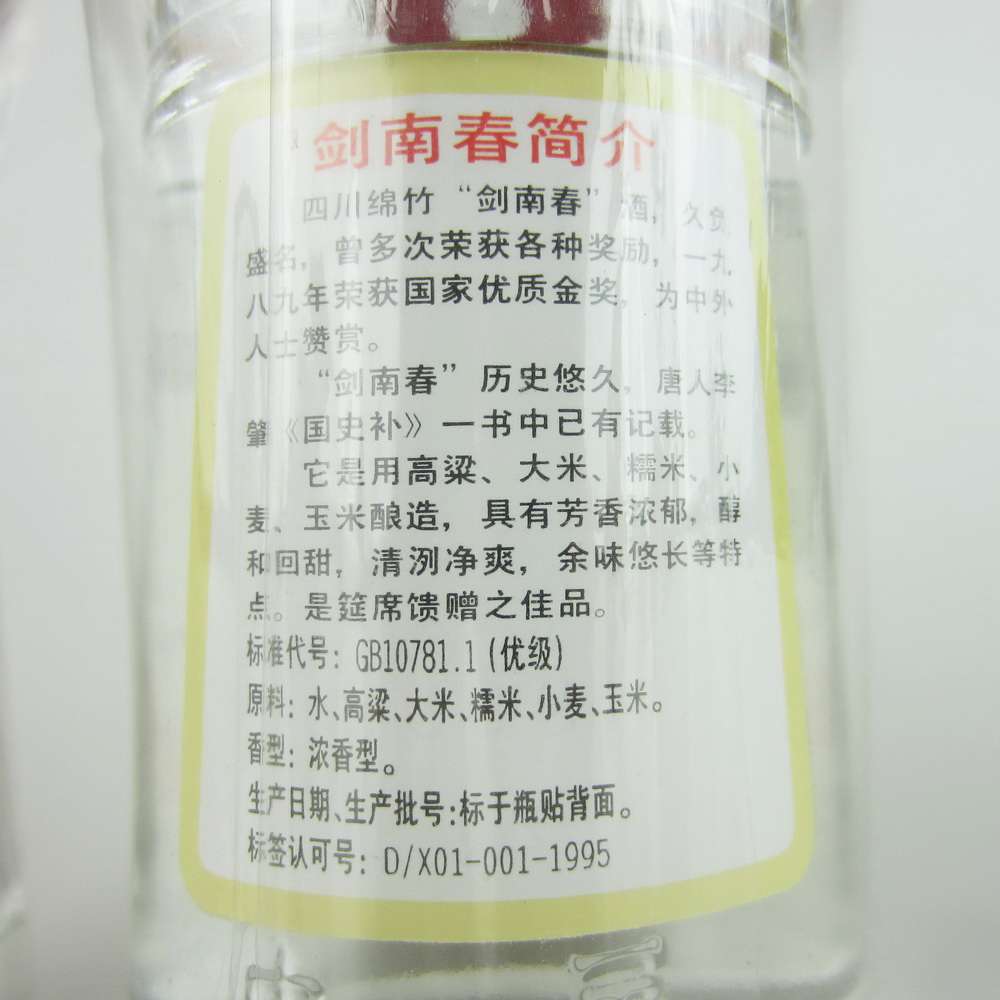 剑南春简介
四川绵竹“剑南春”酒，久负
盛名，曾多次荣获各种奖励，一九
八九年荣获国家优质金奖，为中外
人士赞赏。
“剑南春”历史悠久，唐人李
肇《国史补》一书中已有记载。
它是用高粱、大米、糯米、小
麦、玉米酿造，具有芳香浓郁，醇
和回甜，清洌净爽，余味悠长等特
点。是筵席馈赠之佳品。
标准代号：GB10781.1(优级)
原料：水、高粱、大米、糯米、小麦、玉米。
香型：浓香型。
生产日期、生产批号：标于瓶贴背面。
标签认可号：D/X01-001-1995